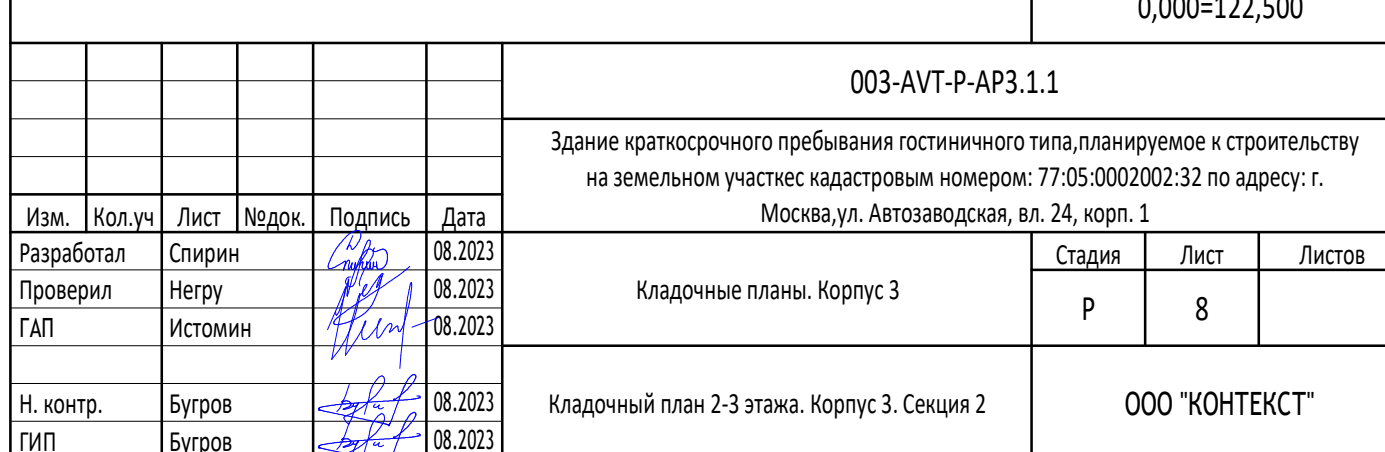 0,000=122,500
003-AVT-P-АР3.1.1
Здание краткосрочного пребывания гостиничного типа,планируемое к строительству
на земельном участкес кадастровым номером: 77:05:0002002:32 по адресу: г.
Москва,ул. Автозаводская, вл. 24, корп. 1
Изм. Кол.уч Лист №док. Подпись Дата
Разработал Спирин 08.2023
Проверил Негру 08.2023
ГАП Истомин 08.2023
Кладочные планы. Корпус 3
Стадия Лист Листов
Р 8
Н. контр. Бугров 08.2023
ГИП Бугров 08.2023
Кладочный план 2-3 этажа. Корпус 3. Секция 2
ООО "КОНТЕКСТ"